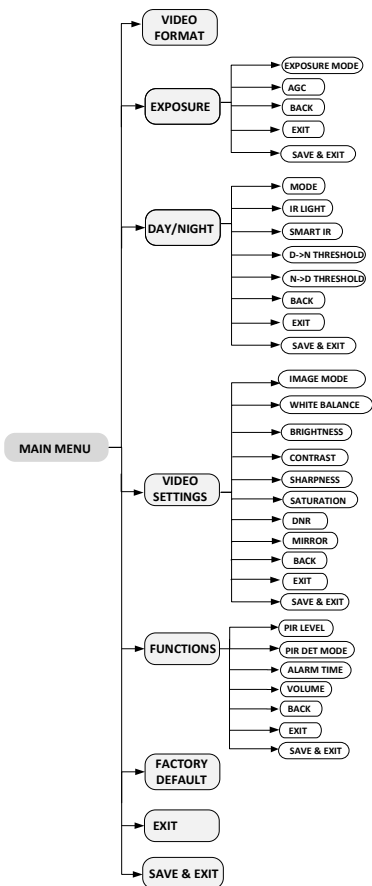 VIDEO
FORMAT
EXPOSURE MODE
AGC
EXPOSURE
BACK
EXIT
SAVE & EXIT
MODE
IR LIGHT
DAY/NIGHT
SMART IR
D->N THRESHOLD
N->D THRESHOLD
BACK
EXIT
SAVE & EXIT
IMAGE MODE
WHITE BALANCE
BRIGHTNESS
MAIN MENU
CONTRAST
VIDEO
SETTINGS
SHARPNESS
SATURATION
DNR
MIRROR
BACK
EXIT
SAVE & EXIT
PIR LEVEL
FUNCTIONS
PIR DET MODE
ALARM TIME
VOLUME
BACK
EXIT
SAVE & EXIT
FACTORY
DEFAULT
EXIT
SAVE & EXIT